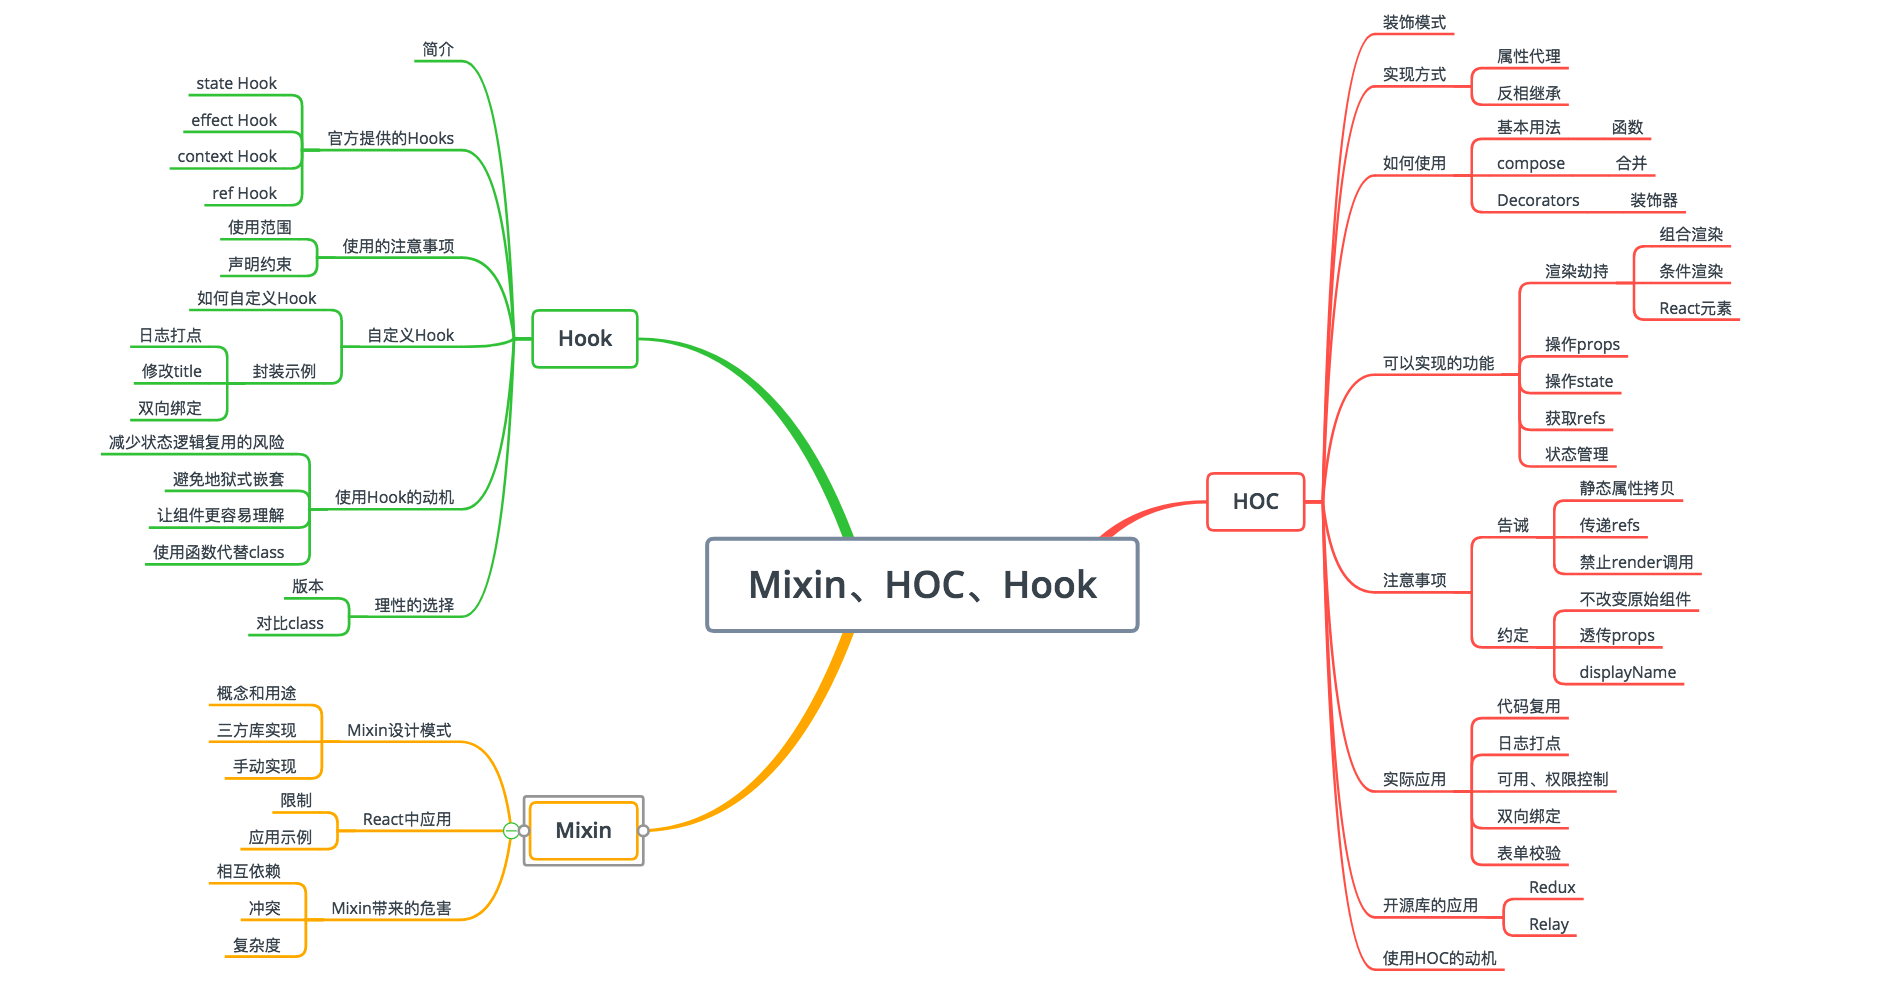 Mixin、HOC、Hook
Hook
简介
官方提供的Hooks
state Hook
effect Hook
context Hook
ref Hook
使用的注意事项
使用范围
声明约束
自定义Hook
如何自定义Hook
封装示例
日志打点
修改title
双向绑定
使用Hook的动机
减少状态逻辑复用的风险
避免地狱式嵌套
让组件更容易理解
使用函数代替class
理性的选择
版本
对比class
Mixin
Mixin设计模式
概念和用途
三方库实现
手动实现
React中应用
限制
应用示例
Mixin带来的危害
相互依赖
冲突
复杂度
HOC
装饰模式
实现方式
属性代理
反相继承
如何使用
基本用法
函数
compose
合并
Decorators
装饰器
可以实现的功能
渲染劫持
组合渲染
条件渲染
React元素
操作props
操作state
获取refs
状态管理
注意事项
告诫
静态属性拷贝
传递refs
禁止render调用
约定
不改变原始组件
透传props
displayName
实际应用
代码复用
日志打点
可用、权限控制
双向绑定
表单校验
开源库的应用
Redux
Relay
使用HOC的动机